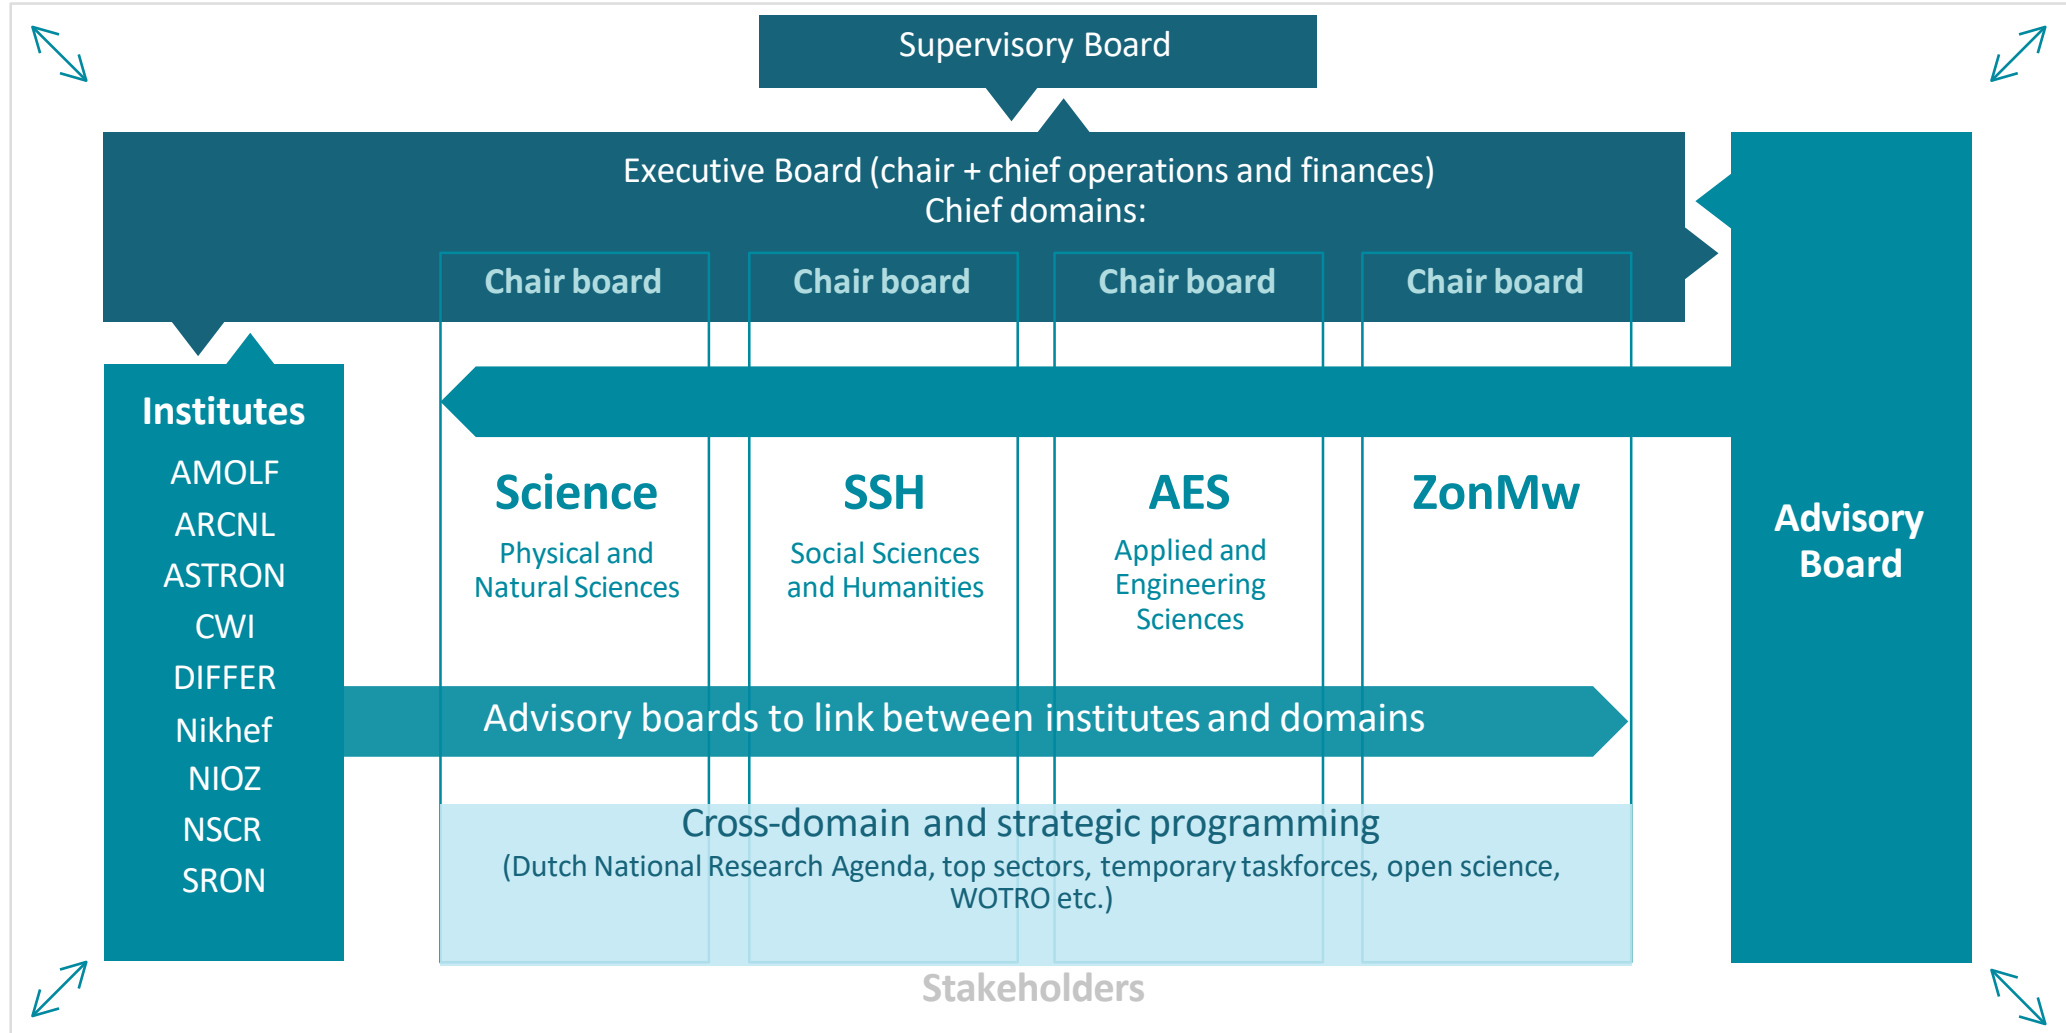 Supervisory Board
Executive Board (chair + chief operations and finances)
Chief domains:
Chair board
Chair board
Chair board
Chair board
Institutes
AMOLF
ARCNL
ASTRON
CWI
DIFFER
Nikhef
NIOZ
NSCR
SRON
Science
Physical and
Natural Sciences
SSH
Social Sciences
and Humanities
AES
Applied and
Engineering
Sciences
ZonMw
Advisory
Board
Advisory boards to link between institutes and domains
Cross-domain and strategic programming
(Dutch National Research Agenda, top sectors, temporary taskforces, open science,
WOTRO etc.)
Stakeholders